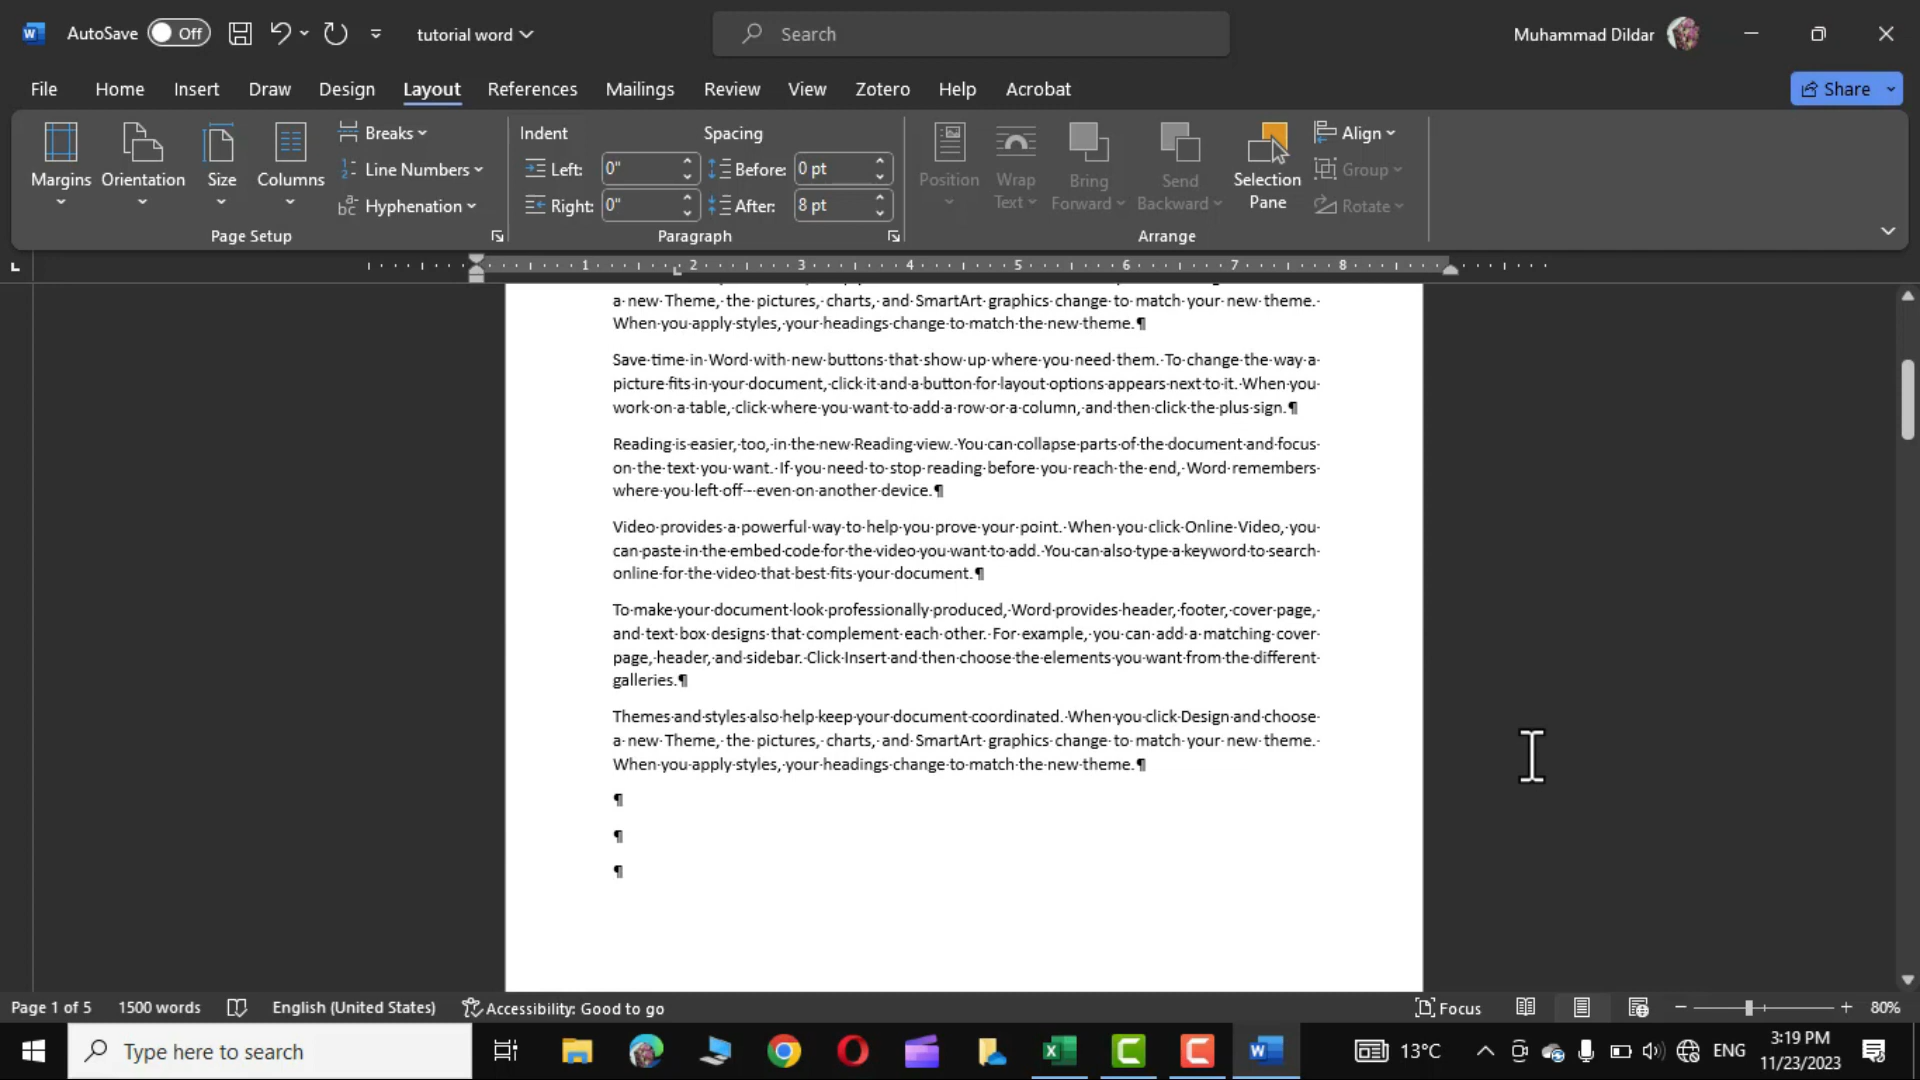 AutoSave Off tutorial word Search Muhammad Dildar
File Home Insert Draw Design Layout References Mailings Review View Zotero Help Acrobat Share
Margins Orientation Size Columns
Breaks
Line Numbers
Hyphenation
Page Setup
Indent Spacing
Left: 0" Before: 0 pt
Right: 0" After: 8 pt
Paragraph
Position Wrap Text Bring Forward Send Backward Selection Pane
Align
Group
Rotate
Arrange
1 2 3 4 5 6 7 8
a new Theme, the pictures, charts, and SmartArt graphics change to match your new theme.
When you apply styles, your headings change to match the new theme.¶
Save time in Word with new buttons that show up where you need them. To change the way a
picture fits in your document, click it and a button for layout options appears next to it. When you
work on a table, click where you want to add a row or a column, and then click the plus sign.¶
Reading is easier, too, in the new Reading view. You can collapse parts of the document and focus
on the text you want. If you need to stop reading before you reach the end, Word remembers
where you left off - even on another device.¶
Video provides a powerful way to help you prove your point. When you click Online Video, you
can paste in the embed code for the video you want to add. You can also type a keyword to search
online for the video that best fits your document.¶
To make your document look professionally produced, Word provides header, footer, cover page,
and text box designs that complement each other. For example, you can add a matching cover
page, header, and sidebar. Click Insert and then choose the elements you want from the different
galleries.¶
Themes and styles also help keep your document coordinated. When you click Design and choose
a new Theme, the pictures, charts, and SmartArt graphics change to match your new theme.
When you apply styles, your headings change to match the new theme.¶
¶
¶
¶
Page 1 of 5 1500 words English (United States) Accessibility: Good to go Focus 80%
Type here to search 13°C ENG 3:19 PM
11/23/2023